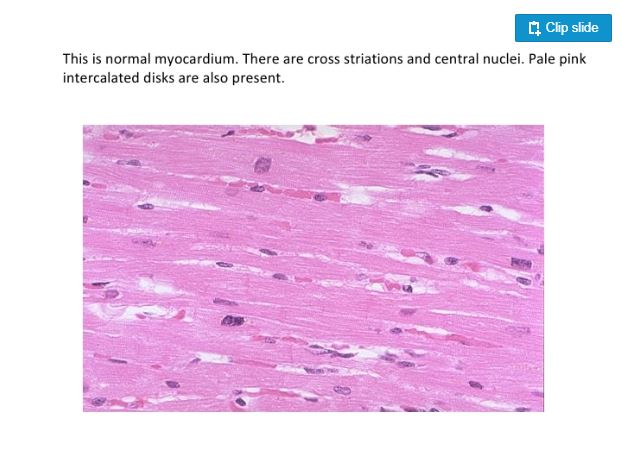 Clip slide
This is normal myocardium. There are cross striations and central nuclei. Pale pink
intercalated disks are also present.